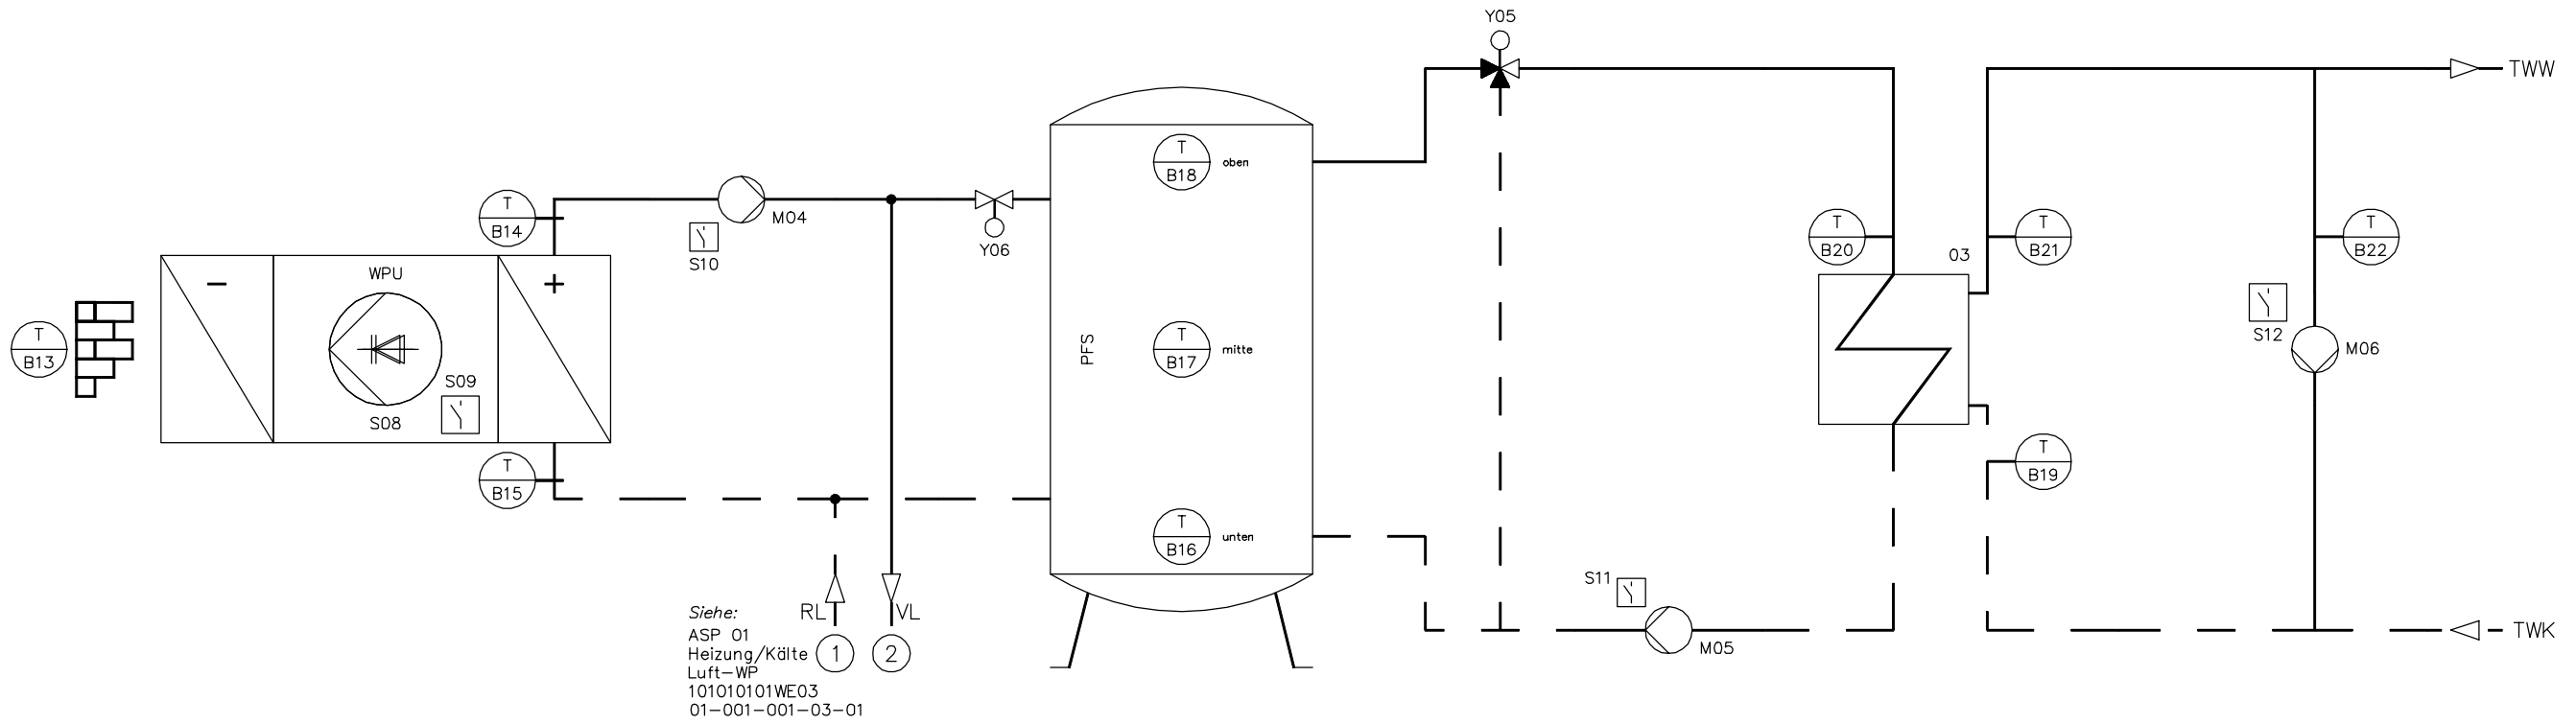 Y05
TWW
T
B18
oben
T
B14
M04
S10
Y06
T
B20
T
B21
T
B22
03
WPU
-
+
T
B13
S09
S08
PFS
T
B17
mitte
S12
M06
T
B15
T
B19
T
B16
unten
S11
M05
TWK
RL
VL
1
2
Siehe:
ASP 01
Heizung/Kälte
Luft-WP
101010101WE03
01-001-001-03-01